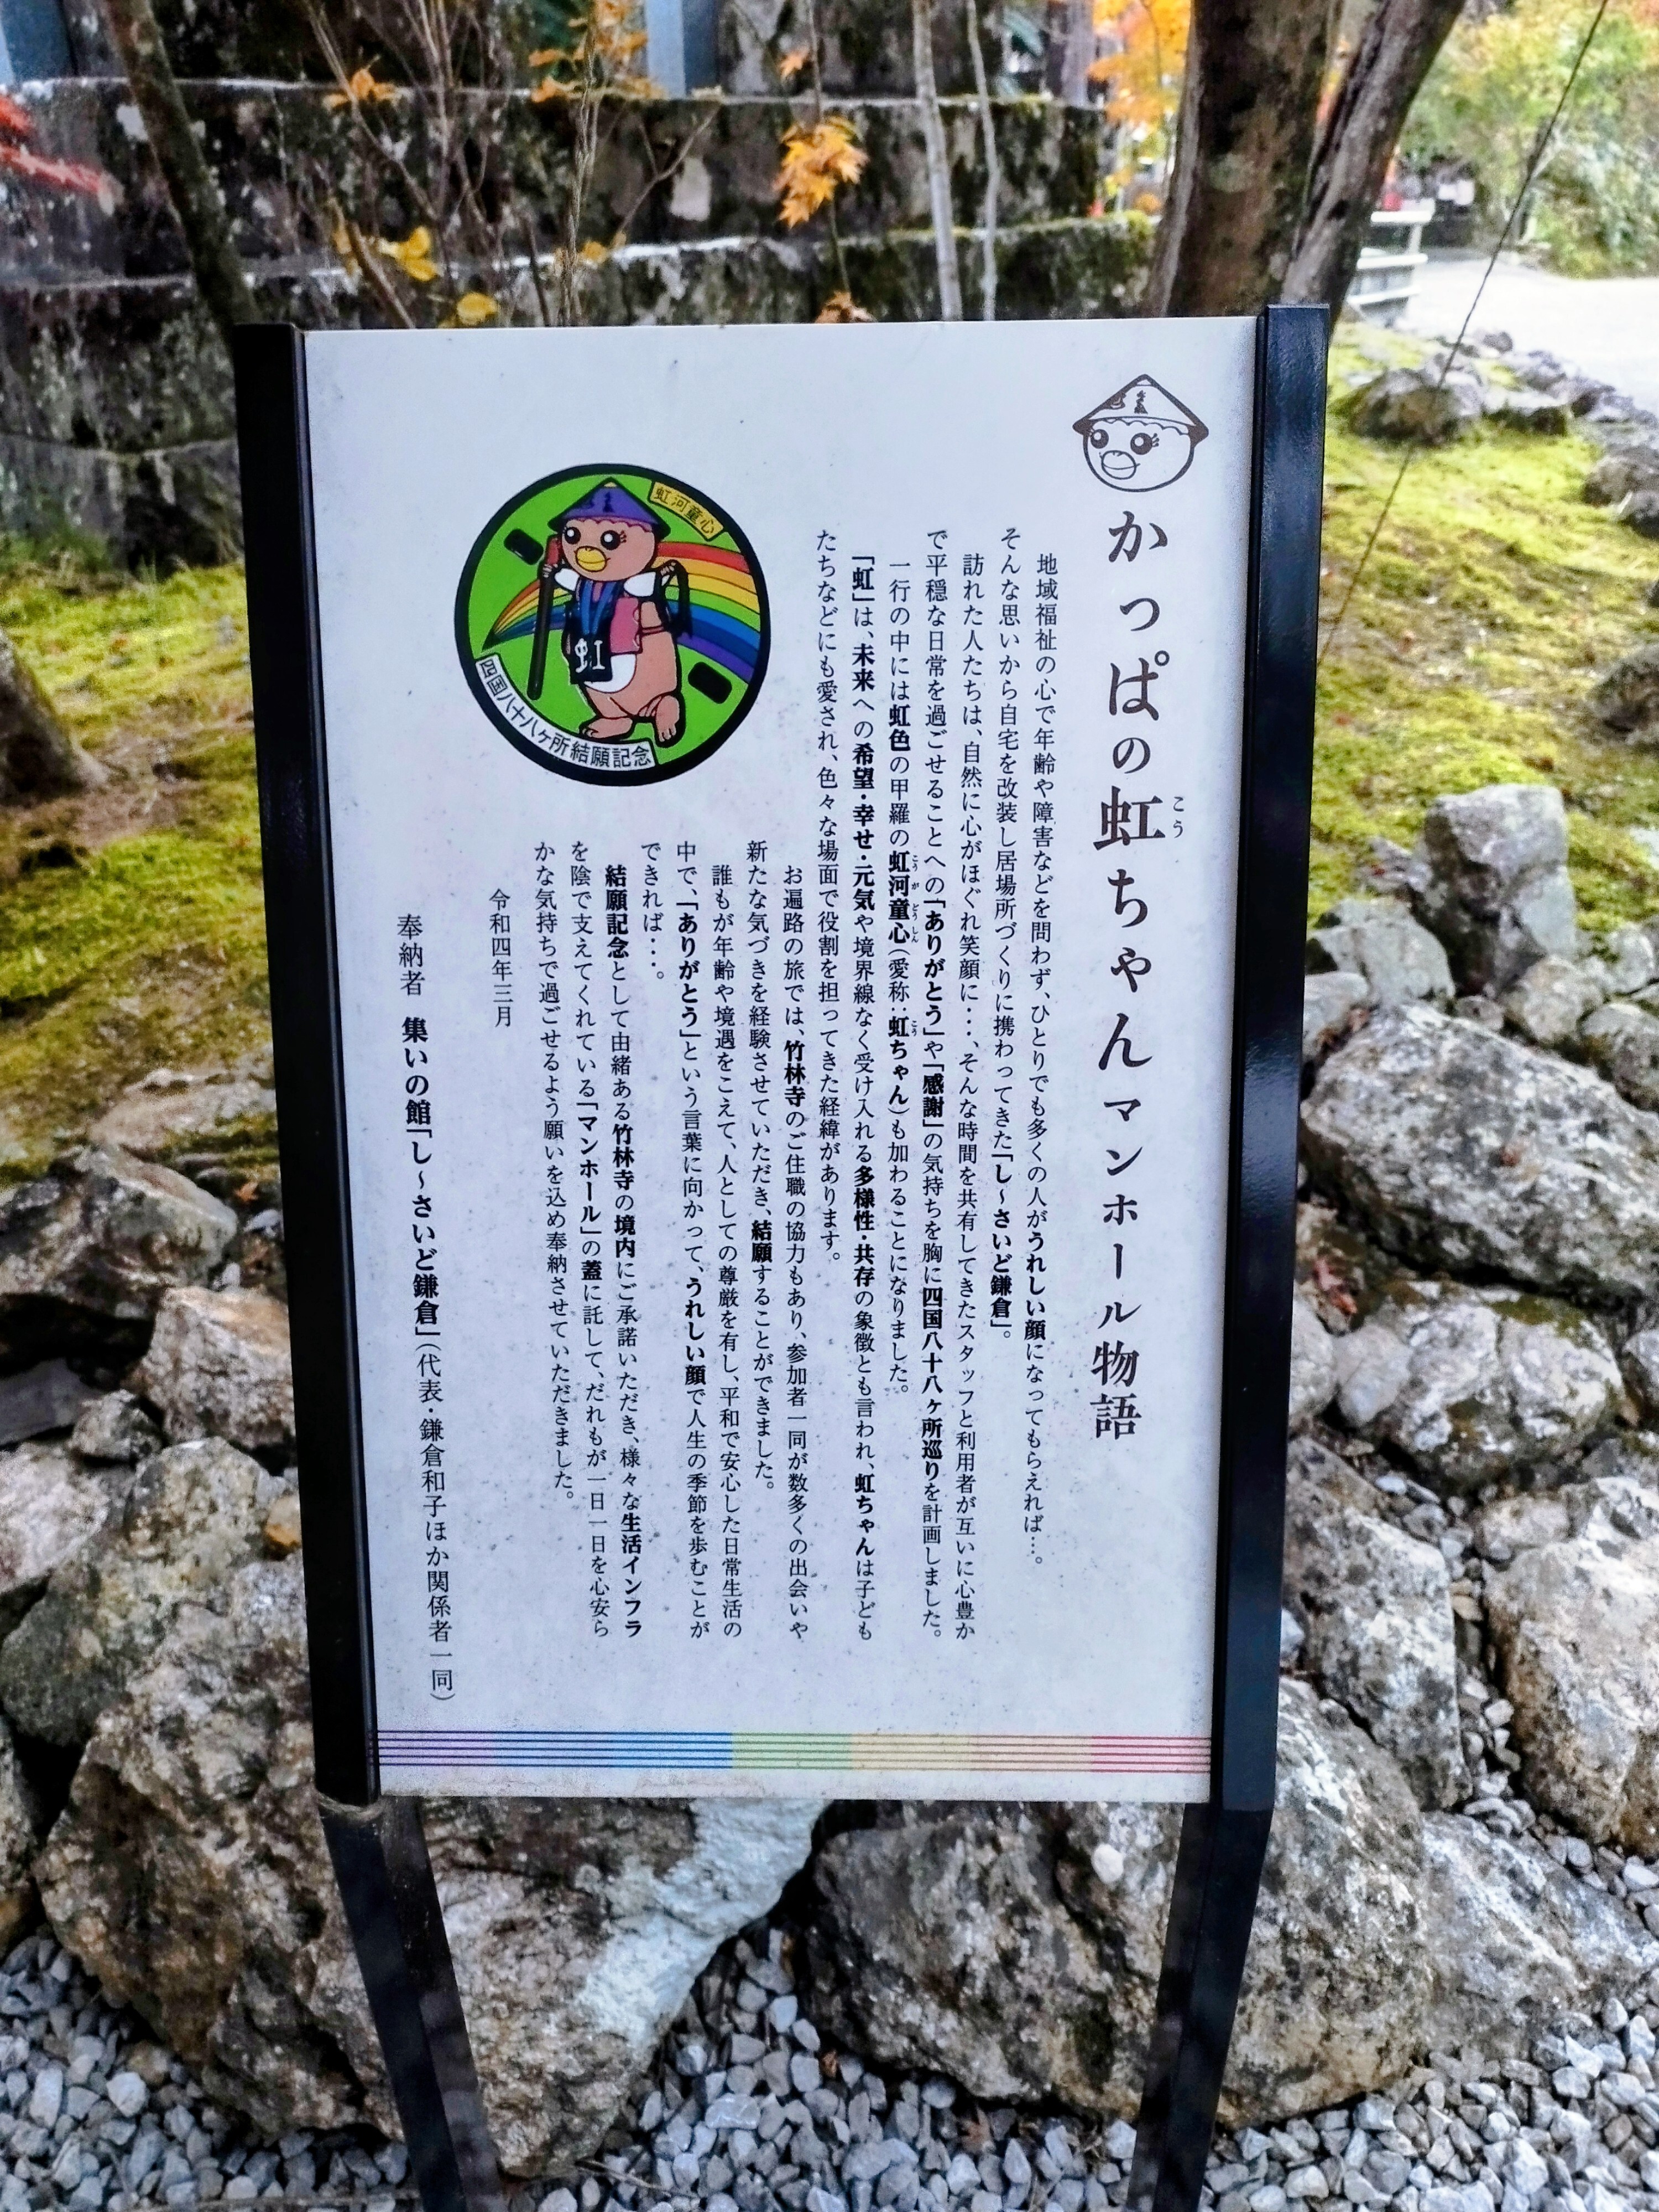 かっぱの虹ちゃんマンホール物語
こう
地域福祉の心で年齢や障害などを問わず、ひとりでも多くの人がうれしい顔になってもらえれば…。
そんな思いから自宅を改装し居場所づくりに携わってきた「し～さいど鎌倉」。
訪れた人たちは、自然に心がほぐれ笑顔に…、そんな時間を共有してきたスタッフと利用者が互いに心豊か
で平穏な日常を過ごせることへの「ありがとう」や「感謝」の気持ちを胸に四国八十八ヶ所巡りを計画しました。
一行の中には虹色の甲羅の虹河童心（愛称：虹ちゃん）も加わることになりました。
こうがどうしん
こう
「虹」は、未来への希望・幸せ・元気や境界線なく受け入れる多様性・共存の象徴とも言われ、虹ちゃんは子ども
たちなどにも愛され、色々な場面で役割を担ってきた経緯があります。
お遍路の旅では、竹林寺のご住職の協力もあり、参加者一同が数多くの出会いや
新たな気づきを経験させていただき、結願することができました。
誰もが年齢や境遇をこえて、人としての尊厳を有し、平和で安心した日常生活の
中で、「ありがとう」という言葉に向かって、うれしい顔で人生の季節を歩むことが
できれば…。
結願記念として由緒ある竹林寺の境内にご承諾いただき、様々な生活インフラ
を陰で支えてくれている「マンホール」の蓋に託して、だれもが一日一日を心安ら
かな気持ちで過ごせるよう願いを込め奉納させていただきました。
令和四年三月
奉納者 集いの館「し～さいど鎌倉」（代表・鎌倉和子ほか関係者一同）
虹河童心
虹
四国八十八ヶ所結願記念